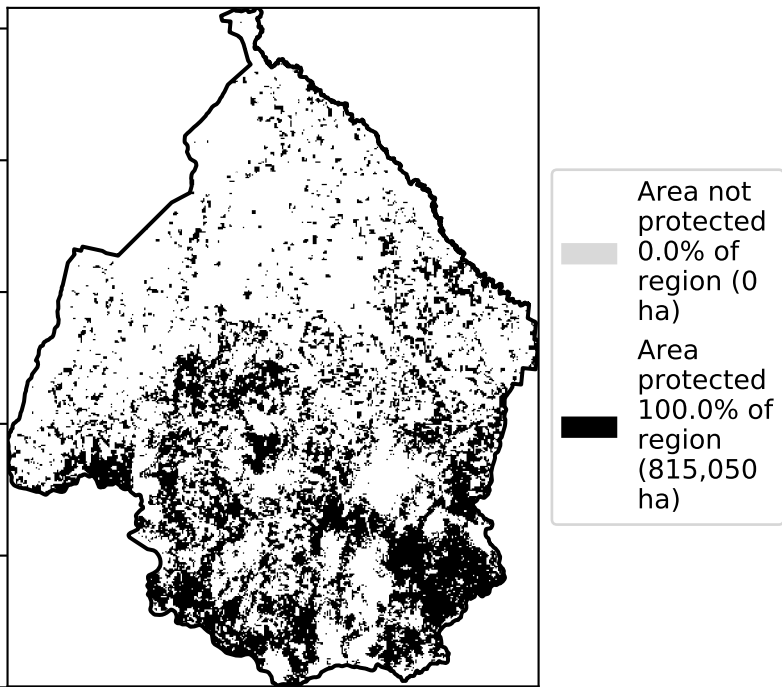 Area not
protected
0.0% of
region (0
ha)
Area
protected
100.0% of
region
(815,050
ha)